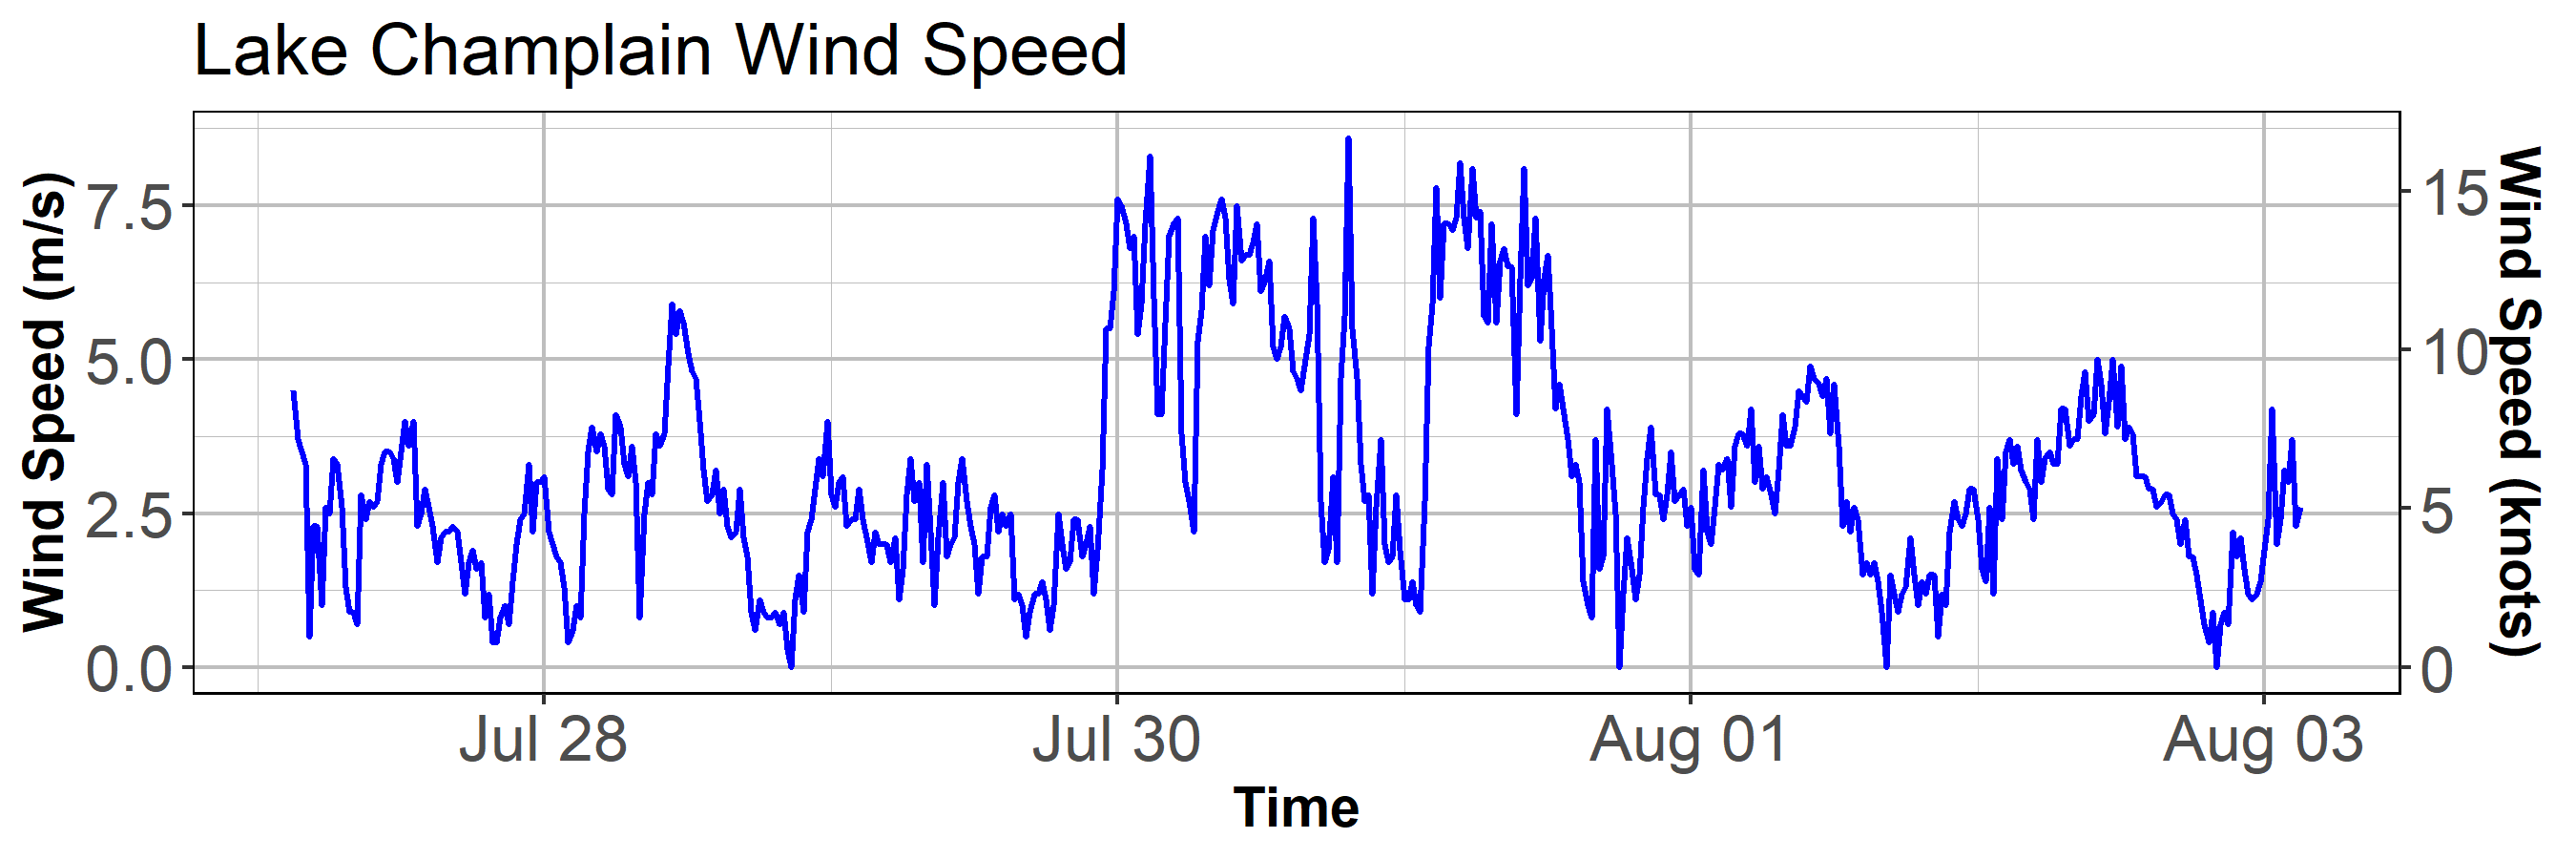 Lake Champlain Wind Speed
Wind Speed (m/s)
7.5
5.0
2.5
0.0
15
10
5
0
Wind Speed (knots)
Jul 28
Jul 30
Aug 01
Aug 03
Time